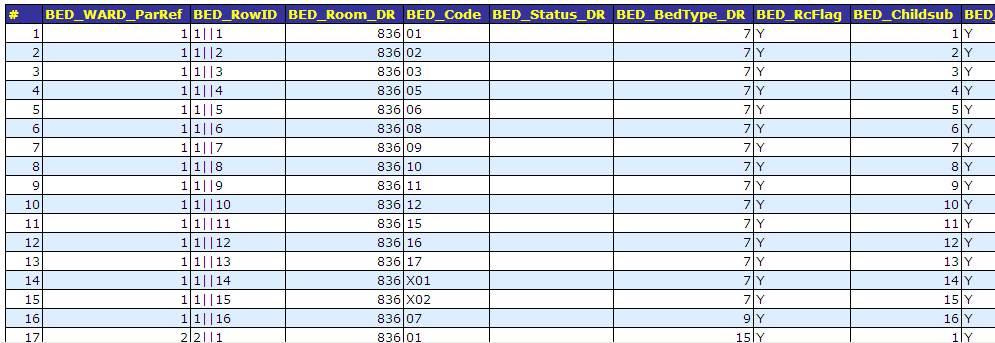 # BED_WARD_ParRef BED_RowID BED_Room_DR BED_Code BED_Status_DR BED_BedType_DR BED_RcFlag BED_Childsub BED_
1 1 1||1 836 01 7 Y 1 Y
2 1 1||2 836 02 7 Y 2 Y
3 1 1||3 836 03 7 Y 3 Y
4 1 1||4 836 05 7 Y 4 Y
5 1 1||5 836 06 7 Y 5 Y
6 1 1||6 836 08 7 Y 6 Y
7 1 1||7 836 09 7 Y 7 Y
8 1 1||8 836 10 7 Y 8 Y
9 1 1||9 836 11 7 Y 9 Y
10 1 1||10 836 12 7 Y 10 Y
11 1 1||11 836 15 7 Y 11 Y
12 1 1||12 836 16 7 Y 12 Y
13 1 1||13 836 17 7 Y 13 Y
14 1 1||14 836 X01 7 Y 14 Y
15 1 1||15 836 X02 7 Y 15 Y
16 1 1||16 836 07 9 Y 16 Y
17 2 2||1 836 01 15 Y 1 Y